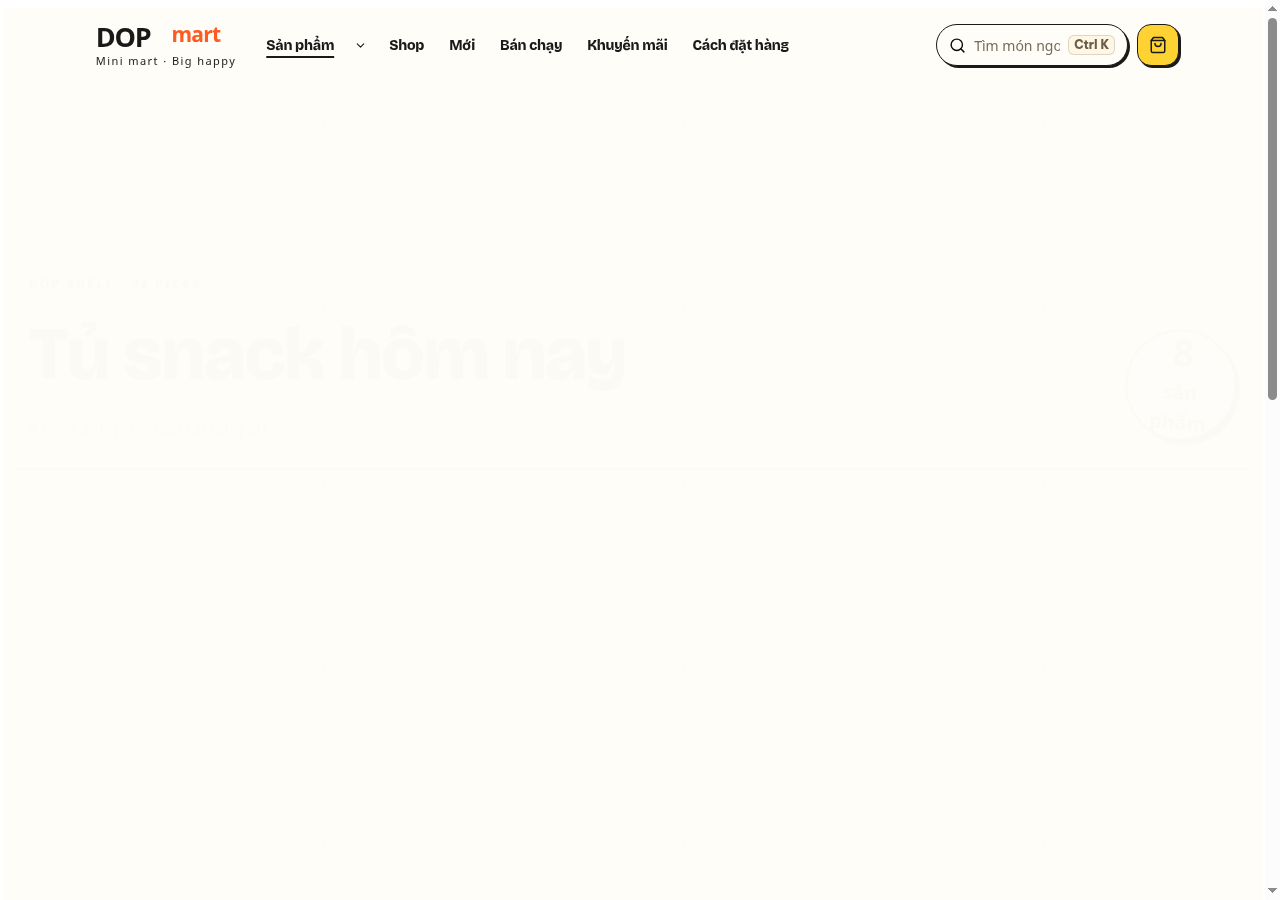 DOP mart
Mini mart · Big happy
Sản phẩm
Shop
Mới
Bán chạy
Khuyến mãi
Cách đặt hàng
Tìm món ngo
Ctrl K
Tủ snack hôm nay
8
sản
phẩm